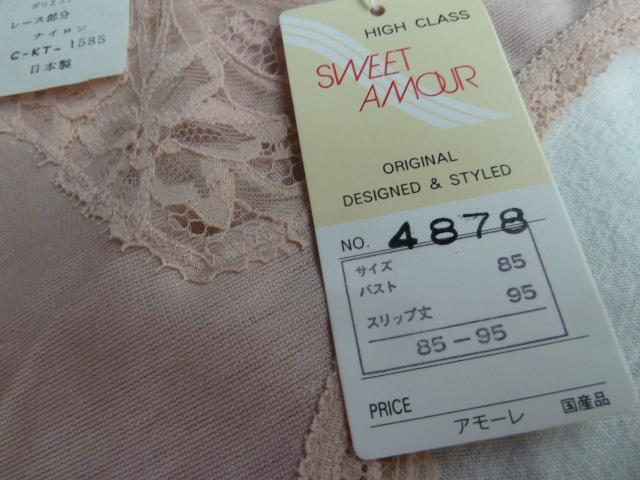 ポリエステ
レース部分
ナイロン
C-KT-1585
日本製
HIGH CLASS
SWEET
AMOUR
ORIGINAL
DESIGNED & STYLED
NO. 4878
サイズ 85
バスト
スリップ丈 95
85-95
PRICE
アモーレ 国産品